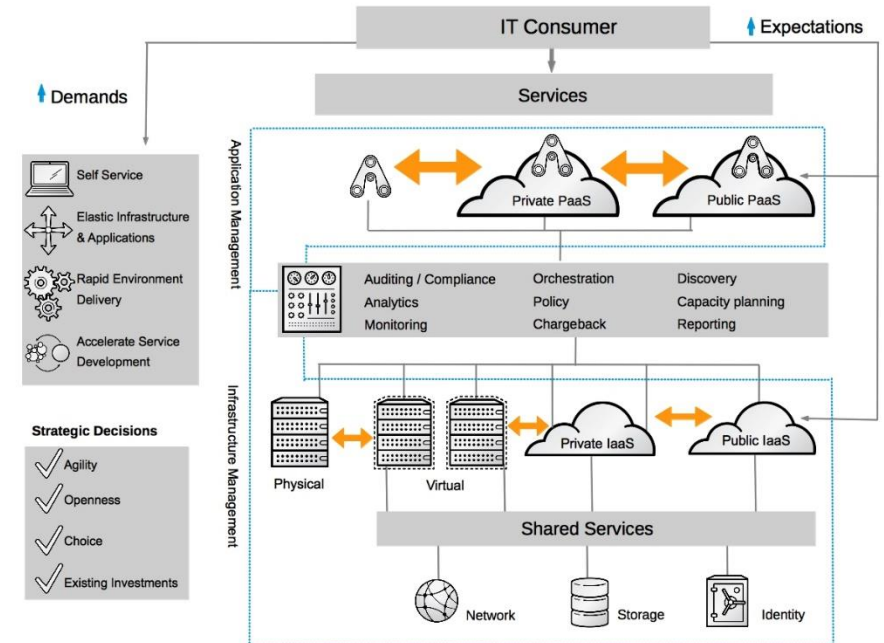 IT Consumer
Expectations
Demands
Services
Self Service
Elastic Infrastructure
& Applications
Rapid Environment
Delivery
Accelerate Service
Development
Strategic Decisions
Agility
Openness
Choice
Existing Investments
Application Management
Private PaaS
Public PaaS
Auditing / Compliance
Orchestration
Discovery
Analytics
Policy
Capacity planning
Monitoring
Chargeback
Reporting
Infrastructure Management
Physical
Virtual
Private IaaS
Public IaaS
Shared Services
Network
Storage
Identity